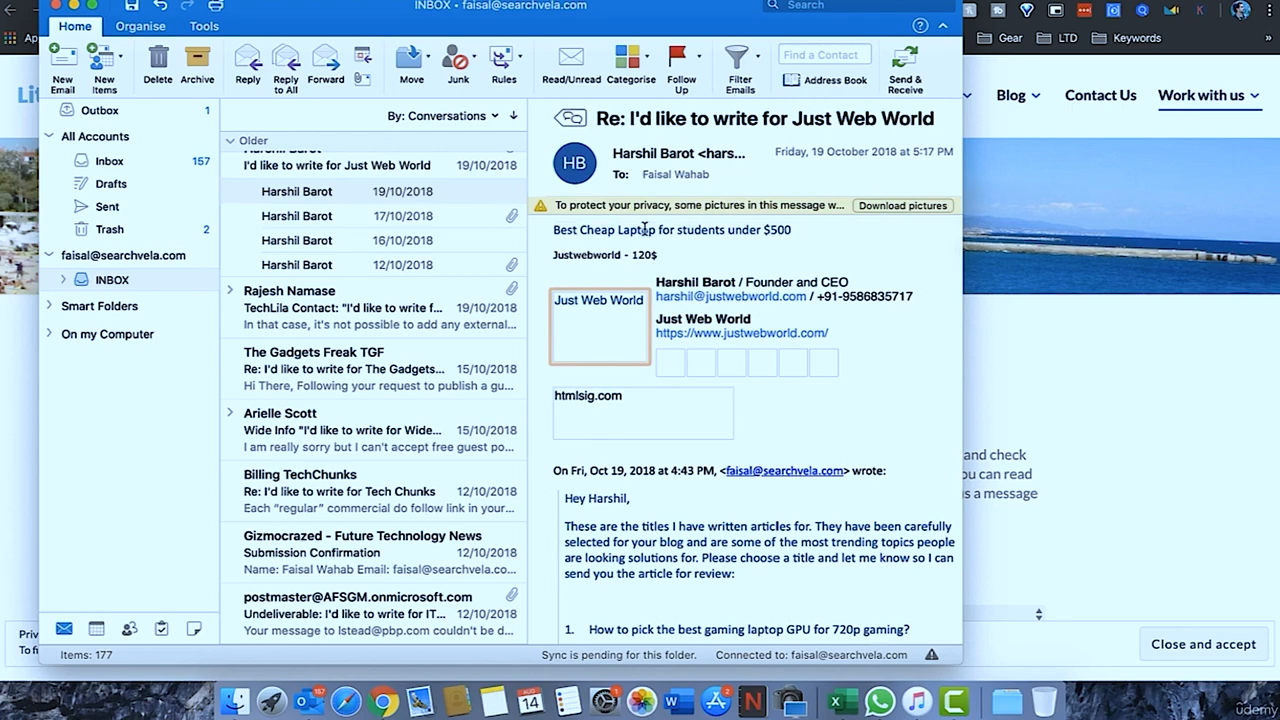 INBOX • faisal@searchvela.com
Search
Home
Organise
Tools
New Email
New Items
Delete
Archive
Reply
Reply to All
Forward
Move
Junk
Rules
Read/Unread
Categorise
Follow Up
Filter Emails
Find a Contact
Address Book
Send & Receive
Gear
LTD
Keywords
»
Blog
Contact Us
Work with us
Outbox 1
All Accounts
Inbox 157
Drafts
Sent
Trash 2
faisal@searchvela.com
INBOX
Smart Folders
On my Computer
By: Conversations
Older
I'd like to write for Just Web World 19/10/2018
Harshil Barot 19/10/2018
Harshil Barot 17/10/2018
Harshil Barot 16/10/2018
Harshil Barot 12/10/2018
Rajesh Namase
TechLila Contact: "I'd like to write f... 19/10/2018
In that case, it's not possible to add any external...
The Gadgets Freak TGF
Re: I'd like to write for The Gadgets... 15/10/2018
Hi There, Following your request to publish a gu...
Arielle Scott
Wide Info "I'd like to write for Wide... 15/10/2018
I am really sorry but I can't accept free guest po...
Billing TechChunks
Re: I'd like to write for Tech Chunks 12/10/2018
Each “regular” commercial do follow link in your...
Gizmocrazed - Future Technology News
Submission Confirmation 12/10/2018
Name: Faisal Wahab Email: faisal@searchvela.co...
postmaster@AFSGM.onmicrosoft.com
Undeliverable: I'd like to write for IT... 12/10/2018
Your message to lstead@pbp.com couldn't be d...
Re: I'd like to write for Just Web World
HB
Harshil Barot <hars... Friday, 19 October 2018 at 5:17 PM
To: Faisal Wahab
To protect your privacy, some pictures in this message w... Download pictures
Best Cheap Laptop for students under $500
Justwebworld - 120$
Just Web World
Harshil Barot / Founder and CEO
harshil@justwebworld.com / +91-9586835717
Just Web World
https://www.justwebworld.com/
htmlsig.com
On Fri, Oct 19, 2018 at 4:43 PM, <faisal@searchvela.com> wrote:
Hey Harshil,
These are the titles I have written articles for. They have been carefully
selected for your blog and are some of the most trending topics people
are looking solutions for. Please choose a title and let me know so I can
send you the article for review:
1. How to pick the best gaming laptop GPU for 720p gaming?
and check
ou can read
s a message
Close and accept
Items: 177
Sync is pending for this folder.
Connected to: faisal@searchvela.com
AUG
14
157
1
2
udemy